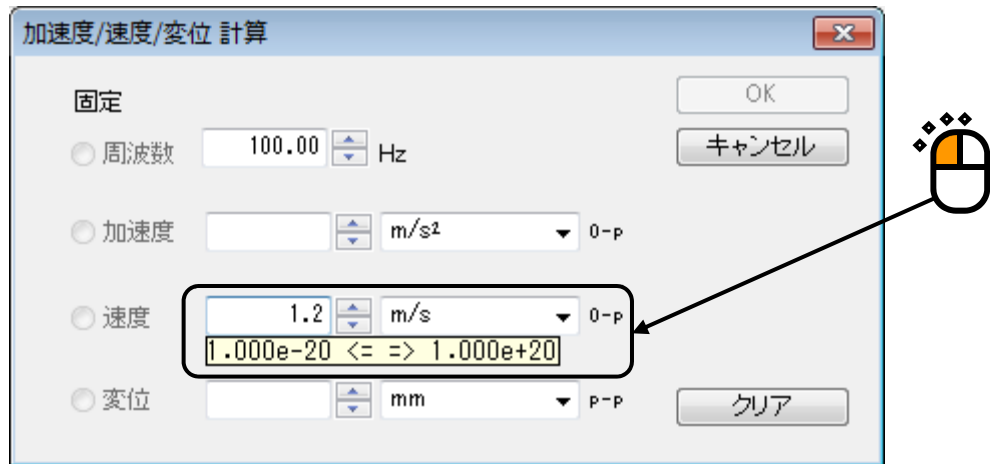 加速度/速度/変位 計算
固定
OK
周波数 100.00 Hz
キャンセル
加速度 m/s² 0-p
速度 1.2 m/s 0-p
1.000e-20 <= => 1.000e+20
変位 mm p-p
クリア